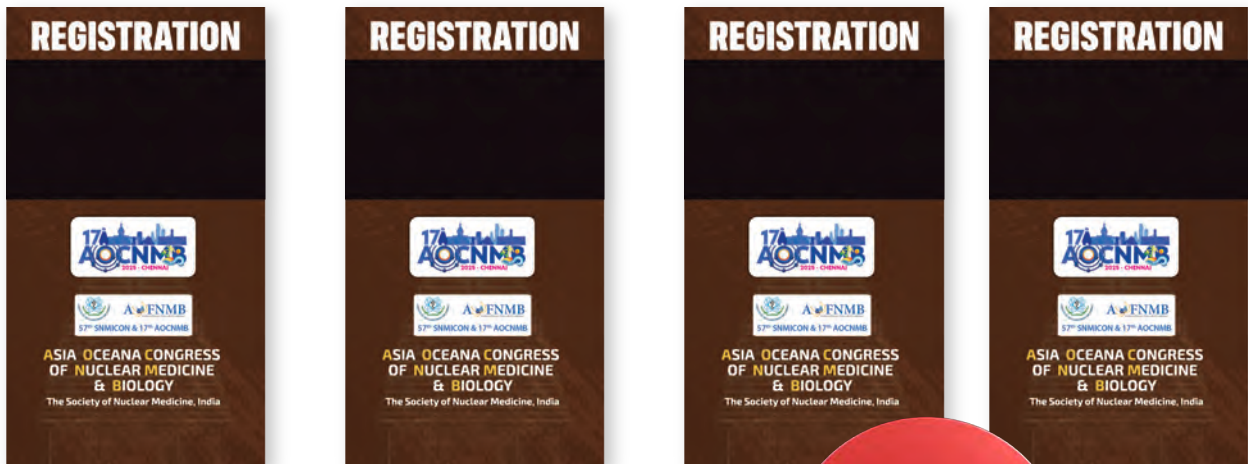 REGISTRATION
17th
AOCNMB
2025 - CHENNAI
AOFNMB
57th SNMICON & 17th AOCNMB
ASIA OCEANA CONGRESS
OF NUCLEAR MEDICINE
& BIOLOGY
The Society of Nuclear Medicine, India
REGISTRATION
17th
AOCNMB
2025 - CHENNAI
AOFNMB
57th SNMICON & 17th AOCNMB
ASIA OCEANA CONGRESS
OF NUCLEAR MEDICINE
& BIOLOGY
The Society of Nuclear Medicine, India
REGISTRATION
17th
AOCNMB
2025 - CHENNAI
AOFNMB
57th SNMICON & 17th AOCNMB
ASIA OCEANA CONGRESS
OF NUCLEAR MEDICINE
& BIOLOGY
The Society of Nuclear Medicine, India
REGISTRATION
17th
AOCNMB
2025 - CHENNAI
AOFNMB
57th SNMICON & 17th AOCNMB
ASIA OCEANA CONGRESS
OF NUCLEAR MEDICINE
& BIOLOGY
The Society of Nuclear Medicine, India